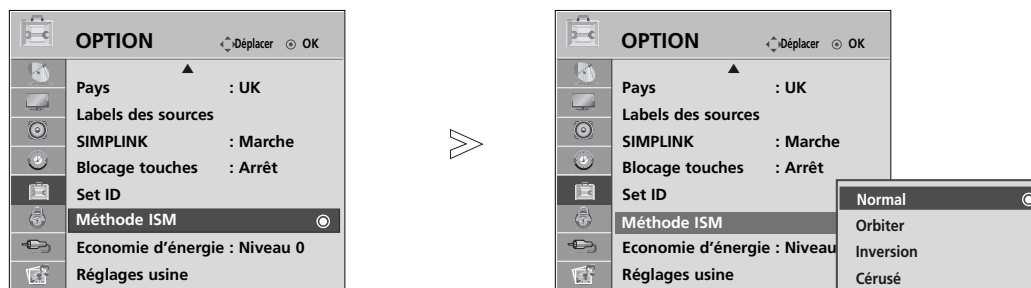 OPTION Déplacer OK
Pays : UK
Labels des sources
SIMPLINK : Marche
Blocage touches : Arrêt
Set ID
Méthode ISM
Economie d’énergie : Niveau 0
Réglages usine
OPTION Déplacer OK
Pays : UK
Labels des sources
SIMPLINK : Marche
Blocage touches : Arrêt
Set ID
Méthode ISM
Economie d’énergie : Niveau
Réglages usine
Normal
Orbiter
Inversion
Cérusé